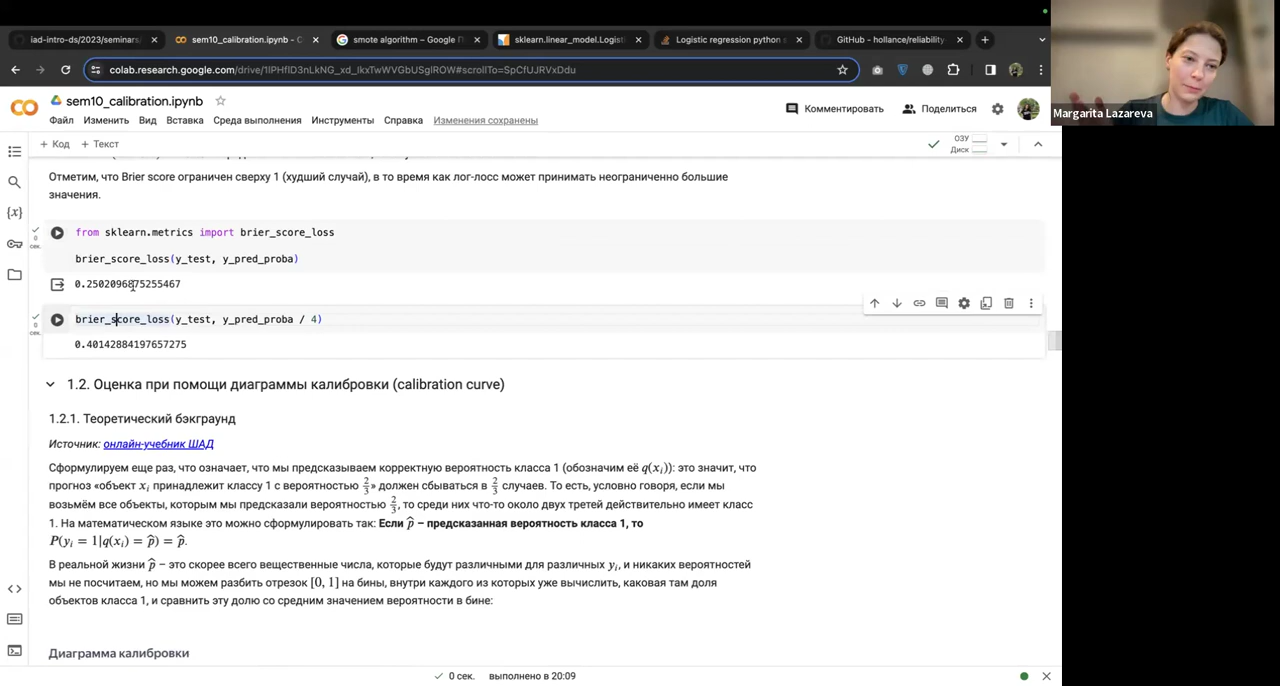 iad-intro-ds/2023/seminars
sem10_calibration.ipynb - C
smote algorithm – Google П
sklearn.linear_model.Logist
Logistic regression python s
GitHub - hollance/reliability
colab.research.google.com/drive/1lPHfID3nLkNG_xd_IkxTwWVGbUSglROW#scrollTo=SpCfUJRVxDdu
Margarita Lazareva
sem10_calibration.ipynb
Комментировать
Поделиться
Файл Изменить Вид Вставка Среда выполнения Инструменты Справка Изменения сохранены
+ Код + Текст
ОЗУ
Диск
Отметим, что Brier score ограничен сверху 1 (худший случай), в то время как лог-лосс может принимать неограниченно большие
значения.
0
сек.
from sklearn.metrics import brier_score_loss
brier_score_loss(y_test, y_pred_proba)
0.2502096875255467
0
сек.
brier_score_loss(y_test, y_pred_proba / 4)
0.40142884197657275
1.2. Оценка при помощи диаграммы калибровки (calibration curve)
1.2.1. Теоретический бэкграунд
Источник: онлайн-учебник ШАД
Сформулируем еще раз, что означает, что мы предсказываем корректную вероятность класса 1 (обозначим её q(xᵢ)): это значит, что
прогноз «объект xᵢ принадлежит классу 1 с вероятностью 2/3» должен сбываться в 2/3 случаев. То есть, условно говоря, если мы
возьмём все объекты, которым мы предсказали вероятностью 2/3, то среди них что-то около двух третей действительно имеет класс
1. На математическом языке это можно сформулировать так: Если p̂ – предсказанная вероятность класса 1, то
P(yᵢ = 1|q(xᵢ) = p̂) = p̂.
В реальной жизни p̂ – это скорее всего вещественные числа, которые будут различными для различных yᵢ, и никаких вероятностей
мы не посчитаем, но мы можем разбить отрезок [0, 1] на бины, внутри каждого из которых уже вычислить, каковая там доля
объектов класса 1, и сравнить эту долю со средним значением вероятности в бине:
Диаграмма калибровки
0 сек. выполнено в 20:09